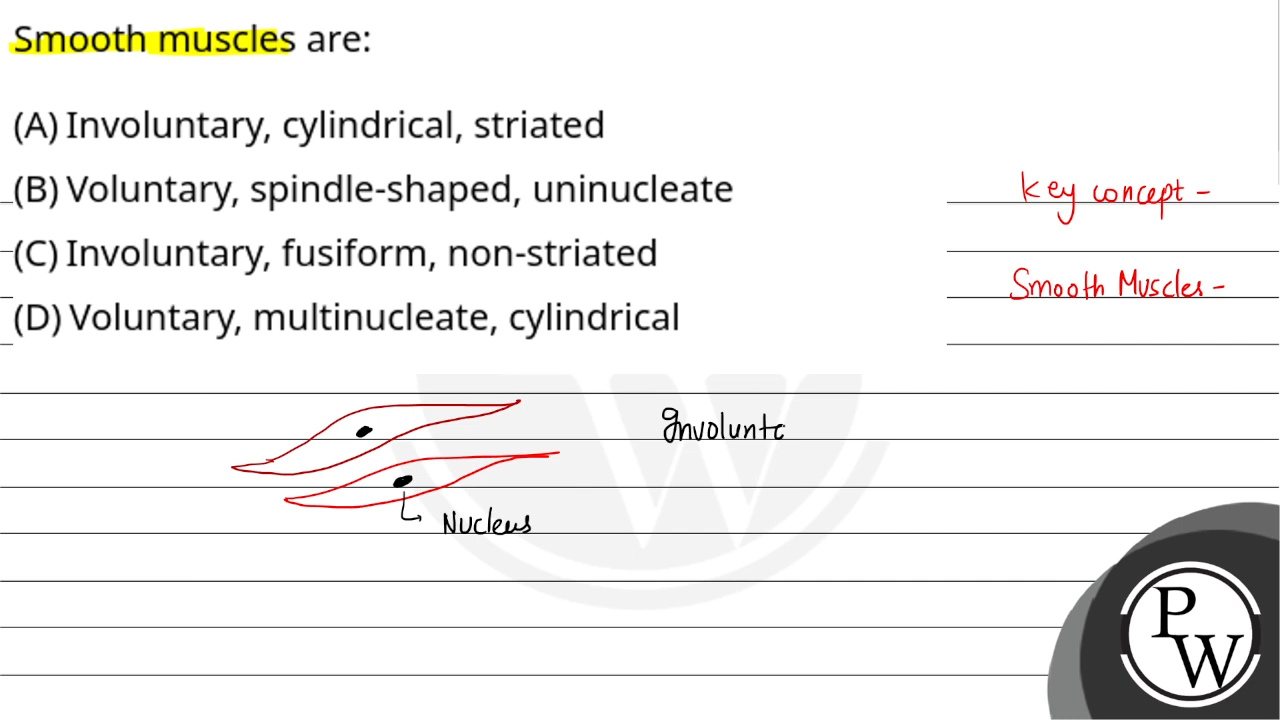 Smooth muscles are:
(A) Involuntary, cylindrical, striated
(B) Voluntary, spindle-shaped, uninucleate
(C) Involuntary, fusiform, non-striated
(D) Voluntary, multinucleate, cylindrical
Key concept -
Smooth Muscles -
Involunta
Nucleus
P
W